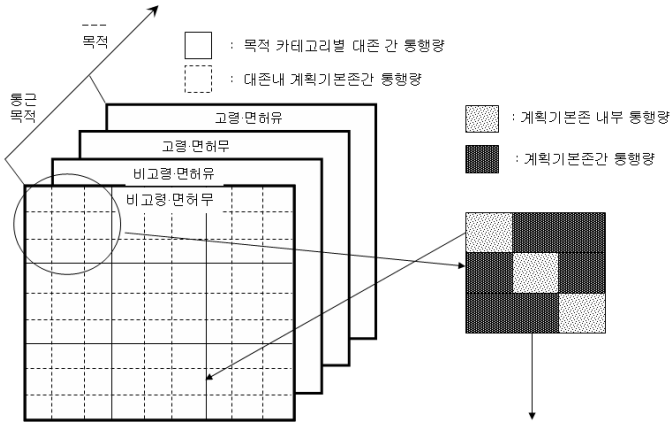 목적
: 목적 카테고리별 대존 간 통행량
: 대존내 계획기본존간 통행량
통근
목적
고령·면허유
고령·면허무
비고령·면허유
비고령·면허무
: 계획기본존 내부 통행량
: 계획기본존간 통행량